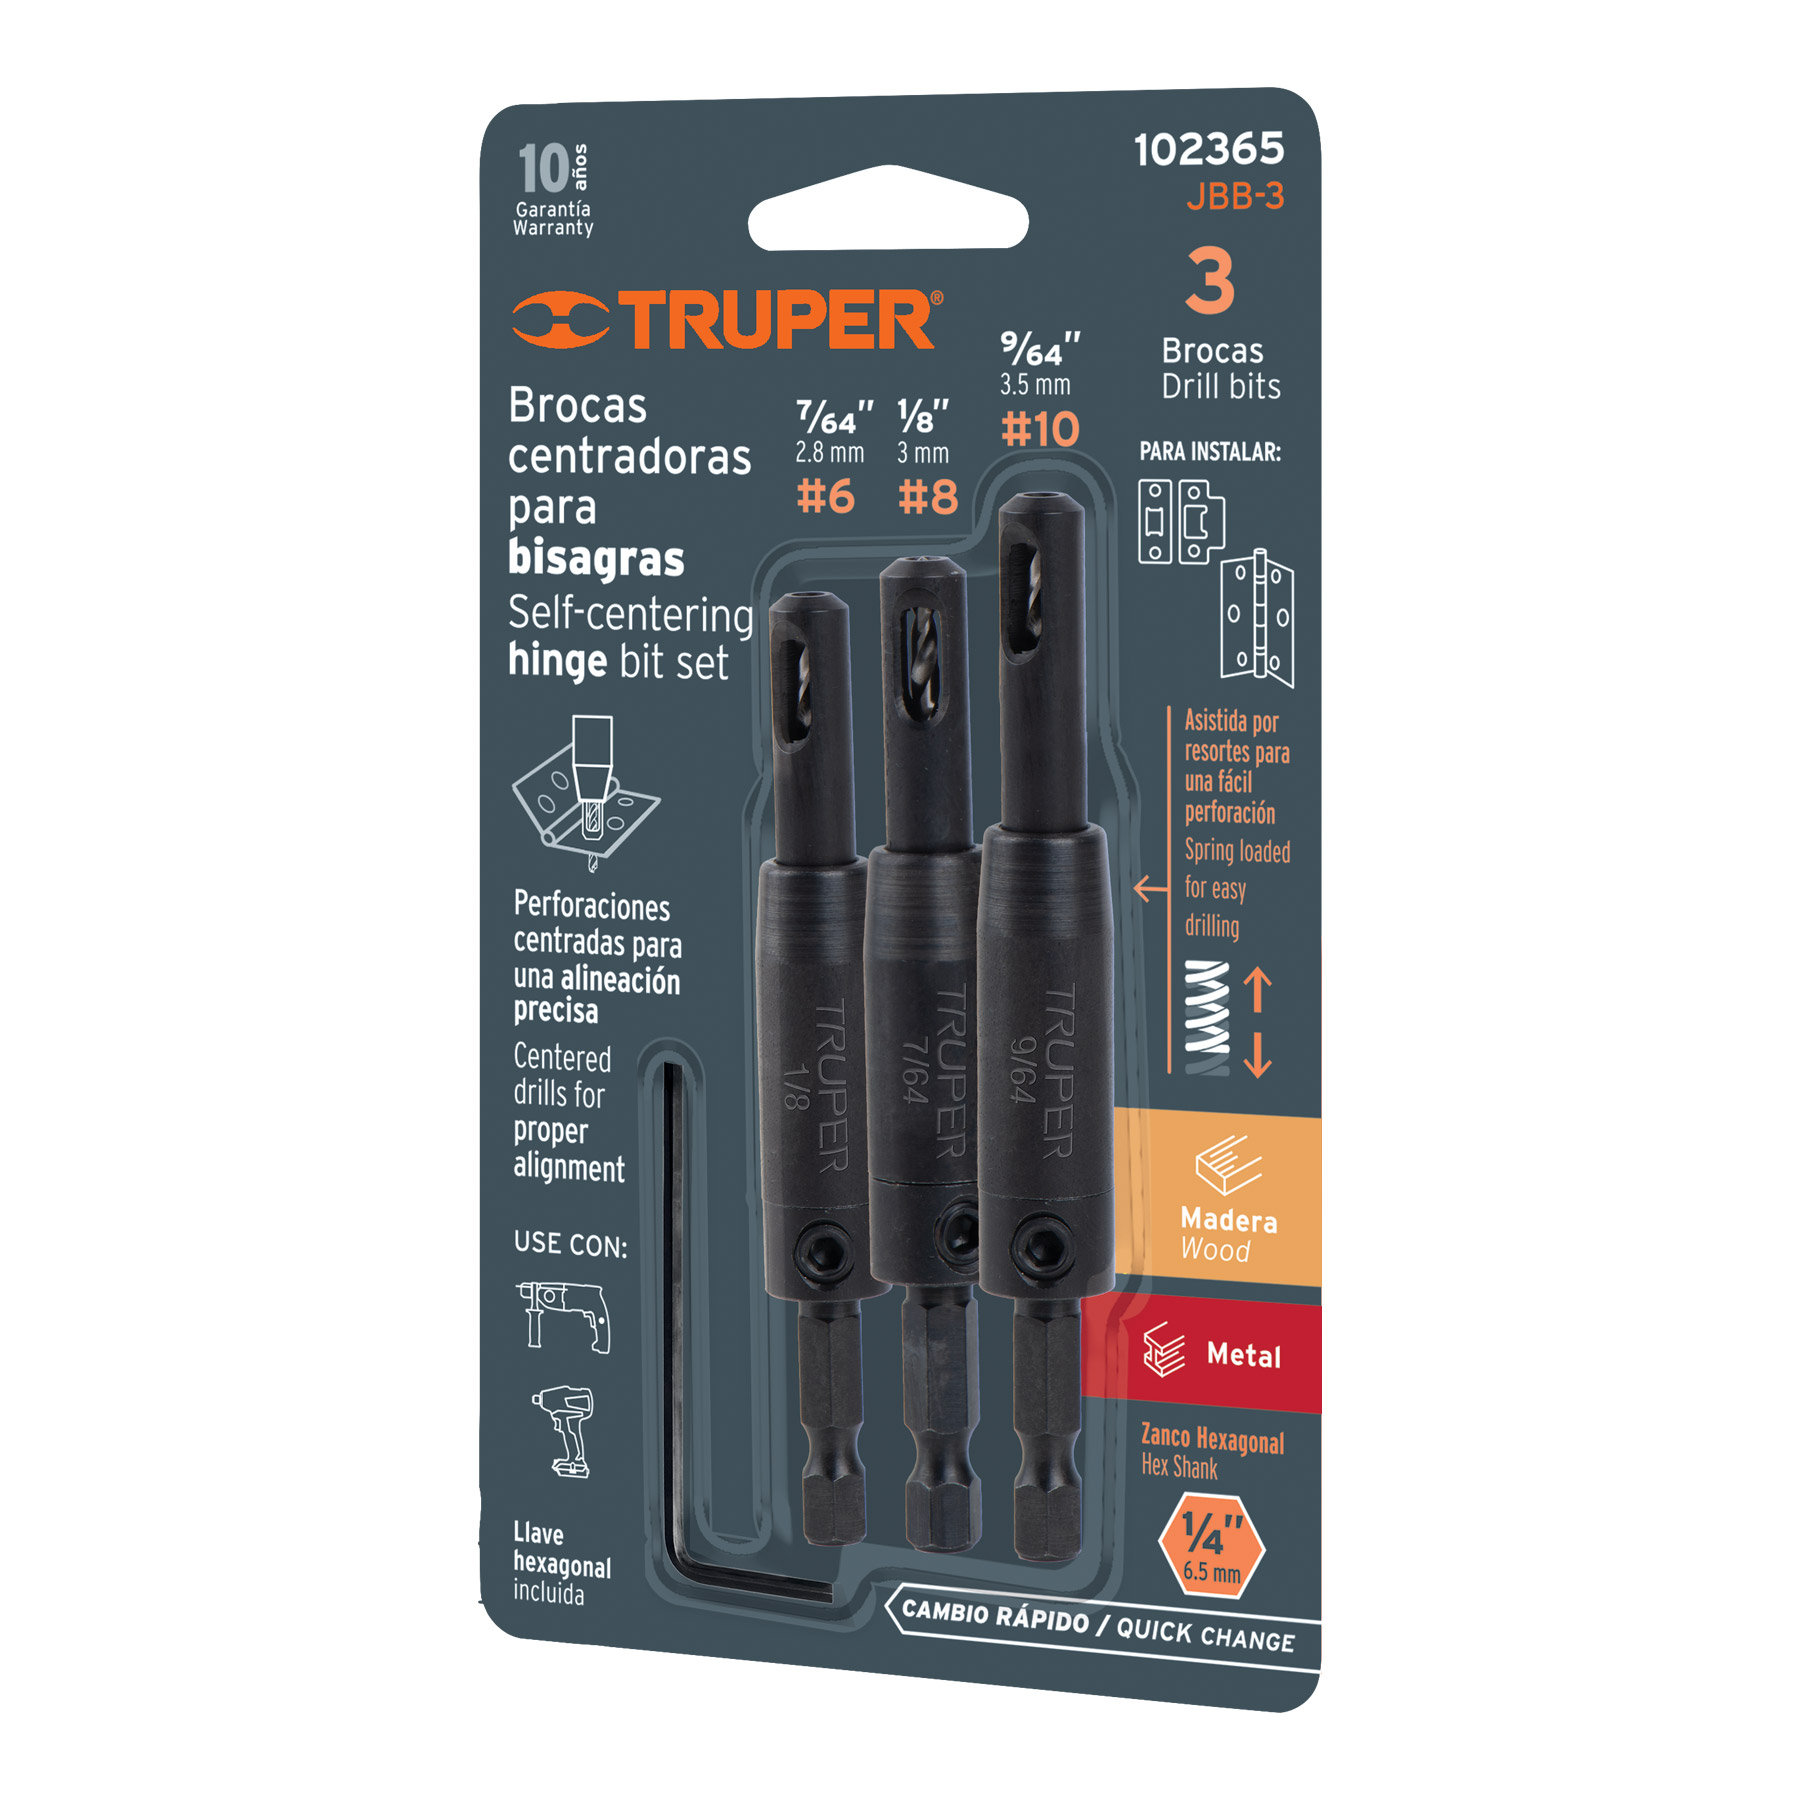 10 años
Garantía
Warranty
102365
JBB-3
TRUPER®
3
Brocas
Drill bits
Brocas
centradoras
para
bisagras
Self-centering
hinge bit set
7/64"
2.8 mm
#6
1/8"
3 mm
#8
9/64"
3.5 mm
#10
PARA INSTALAR:
Asistida por
resortes para
una fácil
perforación
Spring loaded
for easy
drilling
Perforaciones
centradas para
una alineación
precisa
Centered
drills for
proper
alignment
USE CON:
Llave
hexagonal
incluida
TRUPER
1/8
TRUPER
7/64
TRUPER
9/64
Madera
Wood
Metal
Zanco Hexagonal
Hex Shank
1/4"
6.5 mm
CAMBIO RÁPIDO / QUICK CHANGE